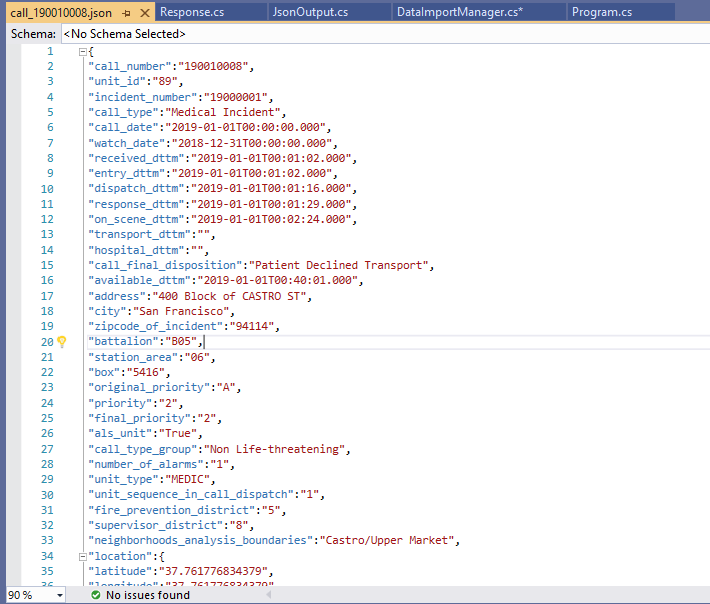 call_190010008.json Response.cs JsonOutput.cs DataImportManager.cs* Program.cs
Schema: <No Schema Selected>
1 {
2 "call_number":"190010008",
3 "unit_id":"89",
4 "incident_number":"19000001",
5 "call_type":"Medical Incident",
6 "call_date":"2019-01-01T00:00:00.000",
7 "watch_date":"2018-12-31T00:00:00.000",
8 "received_dttm":"2019-01-01T00:01:02.000",
9 "entry_dttm":"2019-01-01T00:01:02.000",
10 "dispatch_dttm":"2019-01-01T00:01:16.000",
11 "response_dttm":"2019-01-01T00:01:29.000",
12 "on_scene_dttm":"2019-01-01T00:02:24.000",
13 "transport_dttm":"",
14 "hospital_dttm":"",
15 "call_final_disposition":"Patient Declined Transport",
16 "available_dttm":"2019-01-01T00:40:01.000",
17 "address":"400 Block of CASTRO ST",
18 "city":"San Francisco",
19 "zipcode_of_incident":"94114",
20 "battalion":"B05",
21 "station_area":"06",
22 "box":"5416",
23 "original_priority":"A",
24 "priority":"2",
25 "final_priority":"2",
26 "als_unit":"True",
27 "call_type_group":"Non Life-threatening",
28 "number_of_alarms":"1",
29 "unit_type":"MEDIC",
30 "unit_sequence_in_call_dispatch":"1",
31 "fire_prevention_district":"5",
32 "supervisor_district":"8",
33 "neighborhoods_analysis_boundaries":"Castro/Upper Market",
34 "location":{
35 "latitude":"37.761776834379",
36 "longitude":"37.761776834379
90 % No issues found